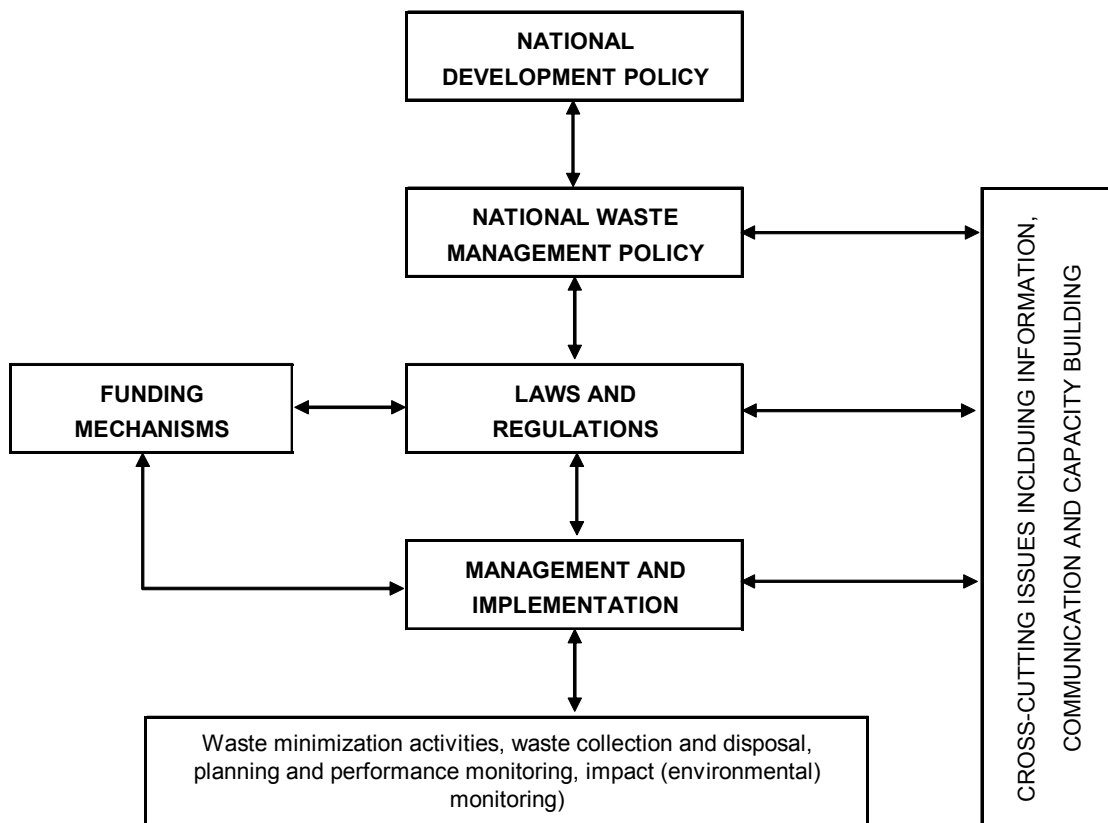 NATIONAL
DEVELOPMENT POLICY
NATIONAL WASTE
MANAGEMENT POLICY
FUNDING
MECHANISMS
LAWS AND
REGULATIONS
MANAGEMENT AND
IMPLEMENTATION
Waste minimization activities, waste collection and disposal,
planning and performance monitoring, impact (environmental)
monitoring)
CROSS-CUTTING ISSUES INCLDUING INFORMATION,
COMMUNICATION AND CAPACITY BUILDING